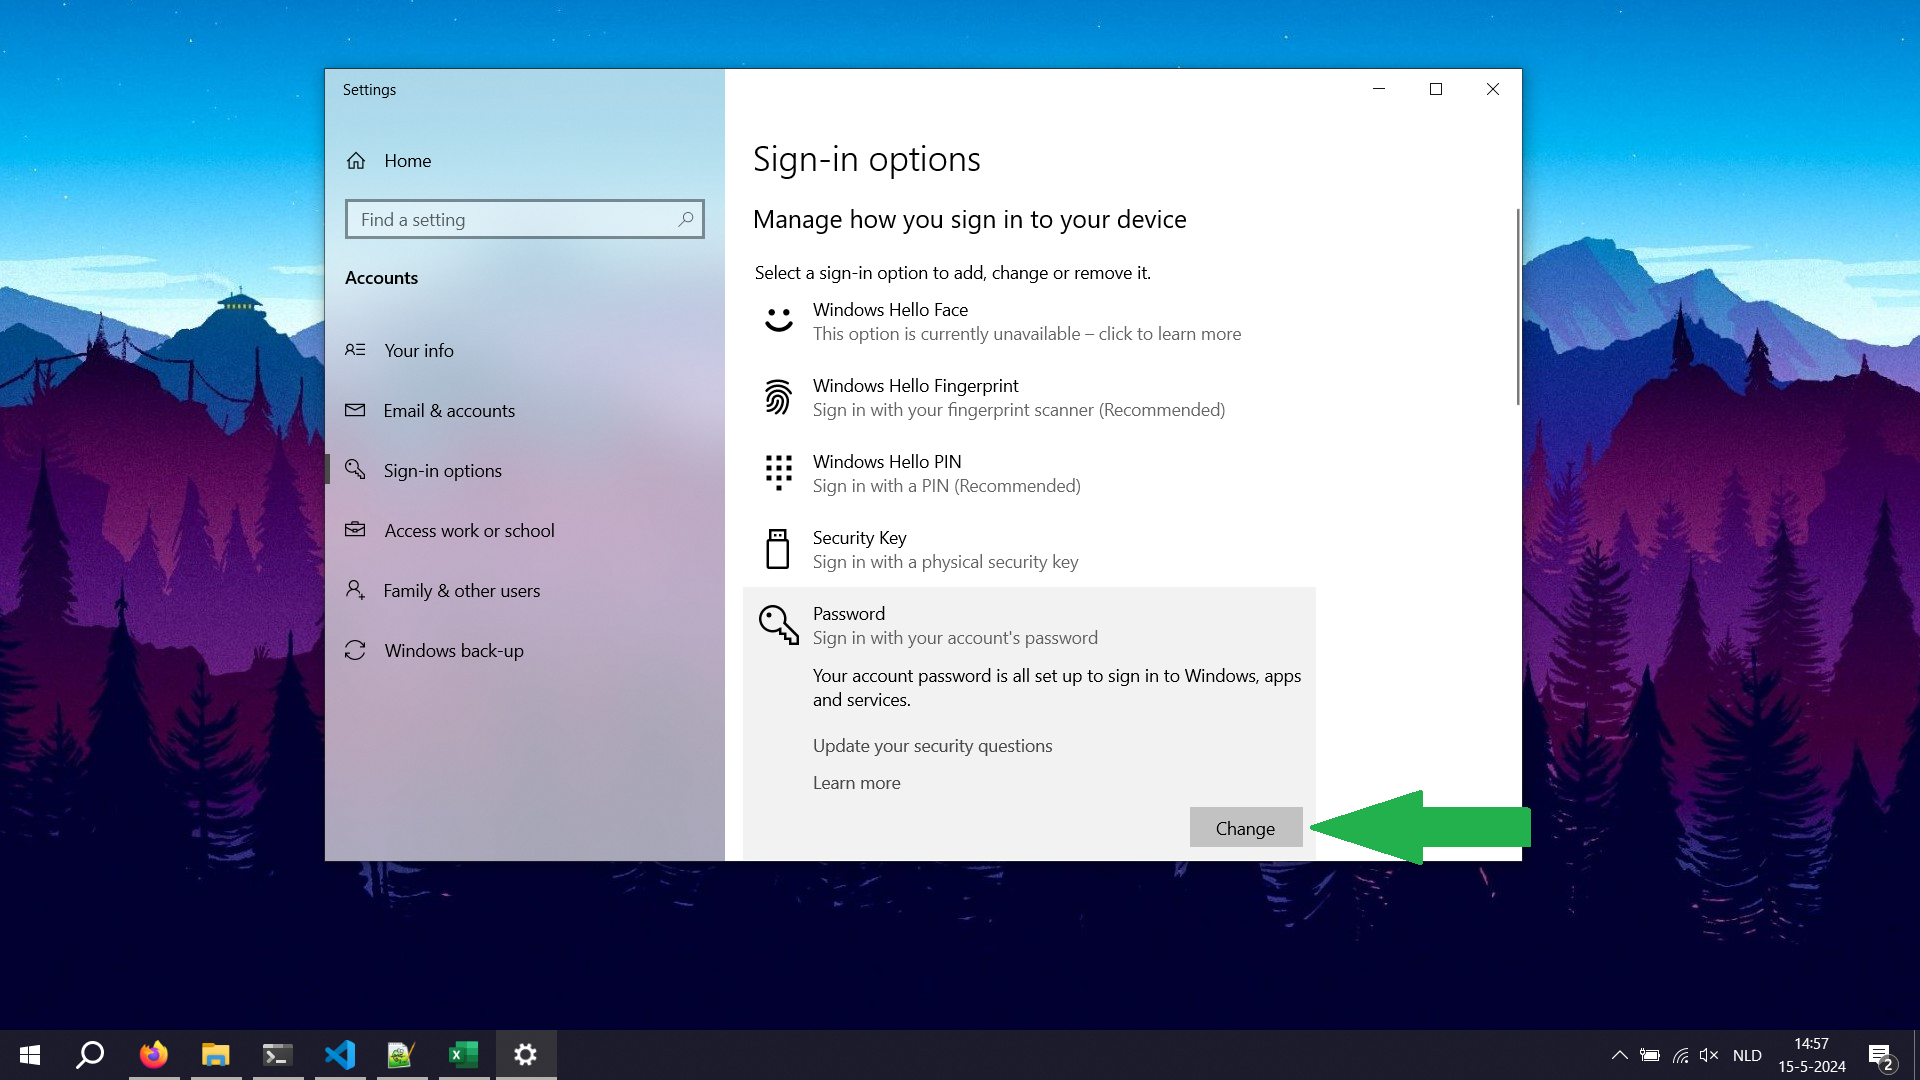 Settings
Home
Find a setting
Accounts
Your info
Email & accounts
Sign-in options
Access work or school
Family & other users
Windows back-up
Sign-in options
Manage how you sign in to your device
Select a sign-in option to add, change or remove it.
Windows Hello Face
This option is currently unavailable – click to learn more
Windows Hello Fingerprint
Sign in with your fingerprint scanner (Recommended)
Windows Hello PIN
Sign in with a PIN (Recommended)
Security Key
Sign in with a physical security key
Password
Sign in with your account's password
Your account password is all set up to sign in to Windows, apps
and services.
Update your security questions
Learn more
Change
NLD
14:57
15-5-2024
2